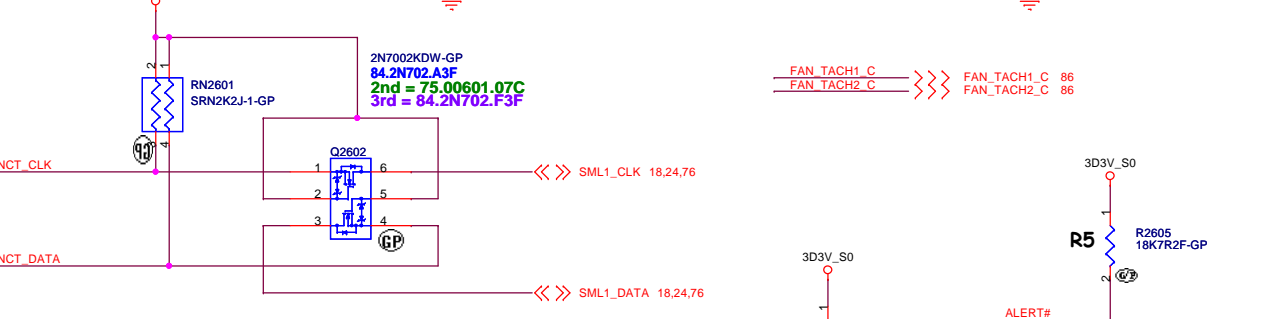 2N7002KDW-GP
84.2N702.A3F
2nd = 75.00601.07C
3rd = 84.2N702.F3F
RN2601
SRN2K2J-1-GP
2 1
4
GP
Q2602
1 6
2 5
3 4
GP
NCT_CLK
NCT_DATA
SML1_CLK 18,24,76
SML1_DATA 18,24,76
FAN_TACH1_C FAN_TACH1_C 86
FAN_TACH2_C FAN_TACH2_C 86
3D3V_S0
1
R5
R2605
18K7R2F-GP
2
G/P
3D3V_S0
1
ALERT#